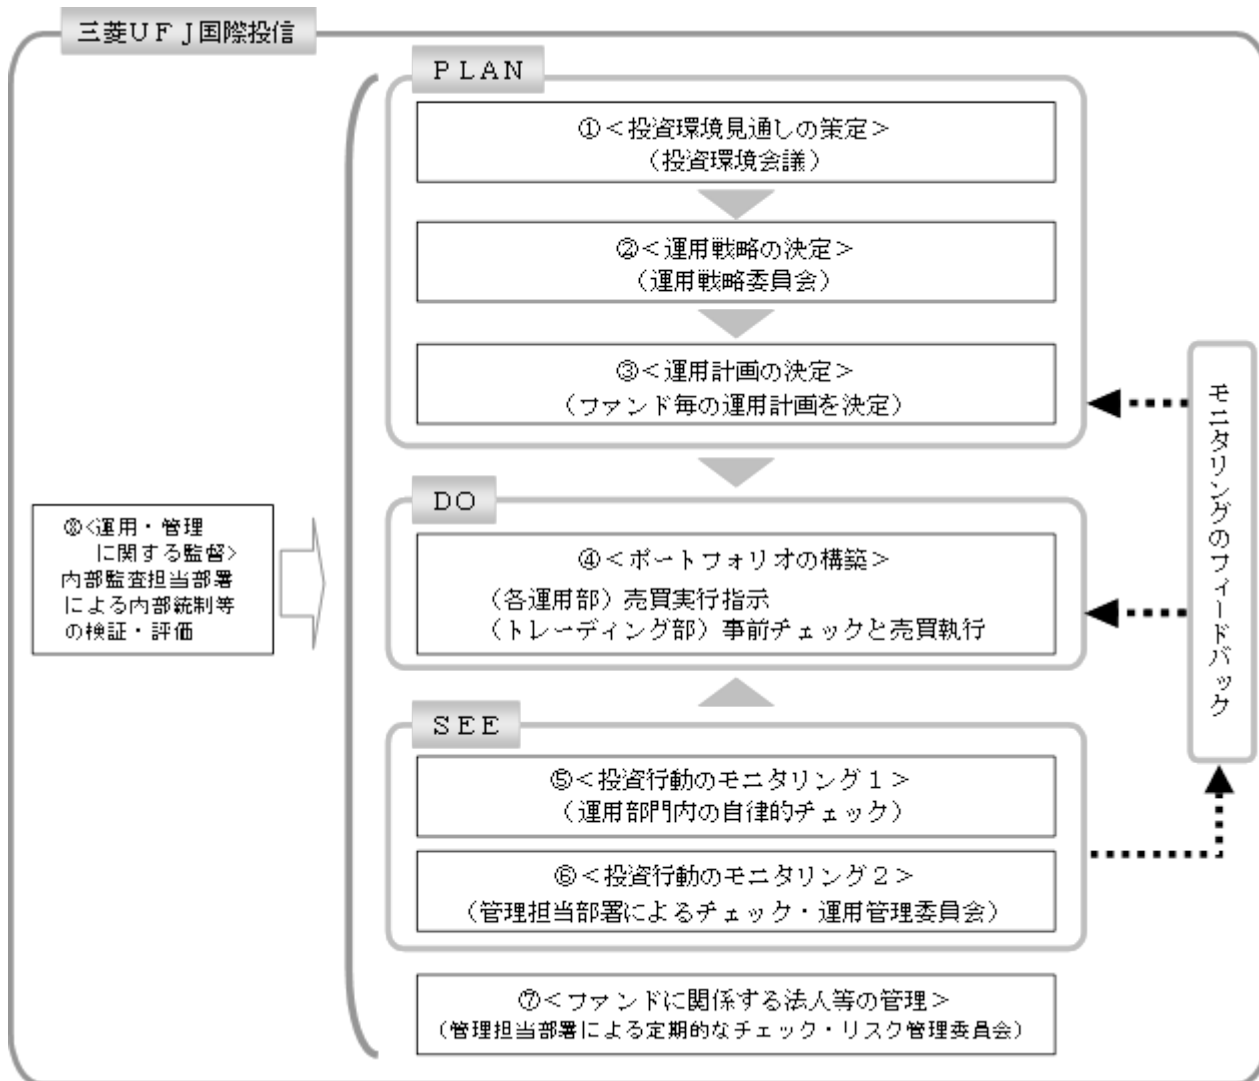 三菱UFJ国際投信
PLAN
①<投資環境見通しの策定>
(投資環境会議)
②<運用戦略の決定>
(運用戦略委員会)
③<運用計画の決定>
(ファンド毎の運用計画を決定)
DO
④<ポートフォリオの構築>
(各運用部)売買実行指示
(トレーディング部)事前チェックと売買執行
SEE
⑤<投資行動のモニタリング1>
(運用部門内の自律的チェック)
⑥<投資行動のモニタリング2>
(管理担当部署によるチェック・運用管理委員会)
⑦<ファンドに関係する法人等の管理>
(管理担当部署による定期的なチェック・リスク管理委員会)
⑧<運用・管理
に関する監督>
内部監査担当部署
による内部統制等
の検証・評価
モニタリングのフィードバック